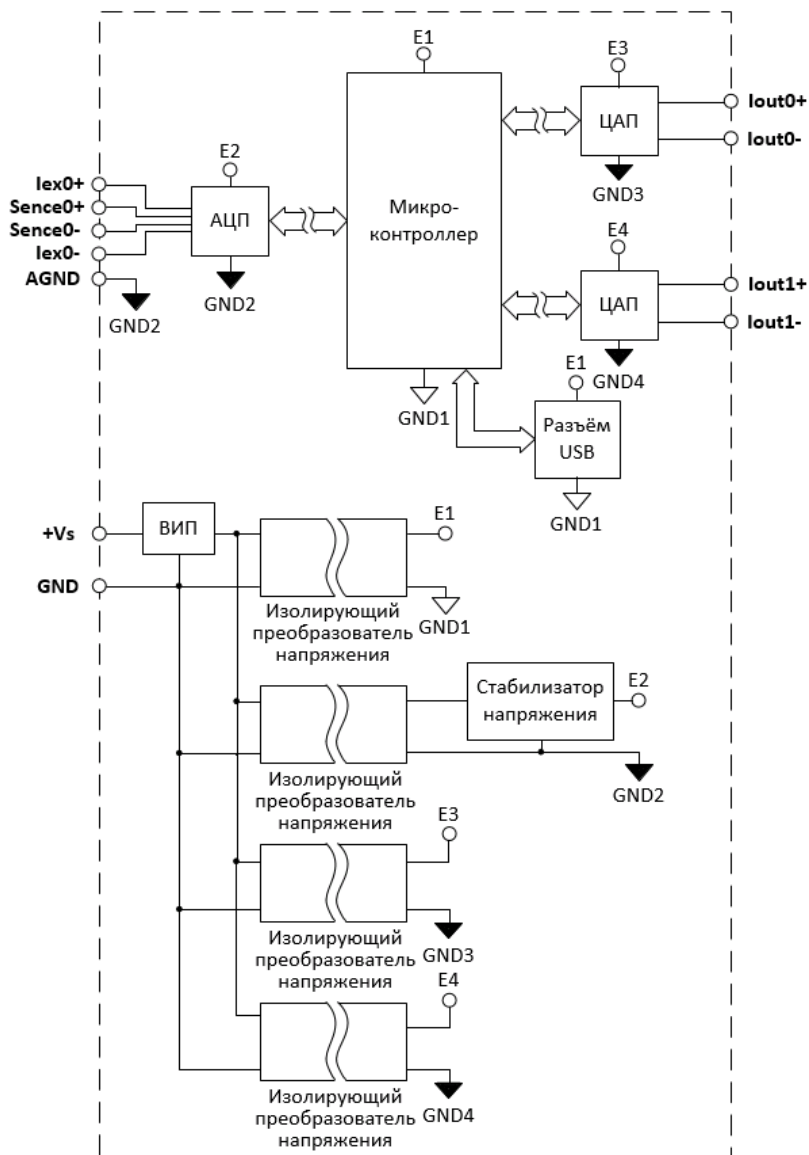 E1
E3
Iout0+
ЦАП
Iout0-
E2
GND3
Iex0+
Sence0+
АЦП
Микро-
контроллер
Sence0-
E4
Iex0-
AGND
Iout1+
GND2
ЦАП
GND2
Iout1-
GND4
E1
GND1
Разъём
USB
GND1
+Vs
ВИП
E1
GND
GND1
Изолирующий
преобразователь
напряжения
Стабилизатор
напряжения
E2
GND2
Изолирующий
преобразователь
напряжения
E3
GND3
Изолирующий
преобразователь
напряжения
E4
GND4
Изолирующий
преобразователь
напряжения